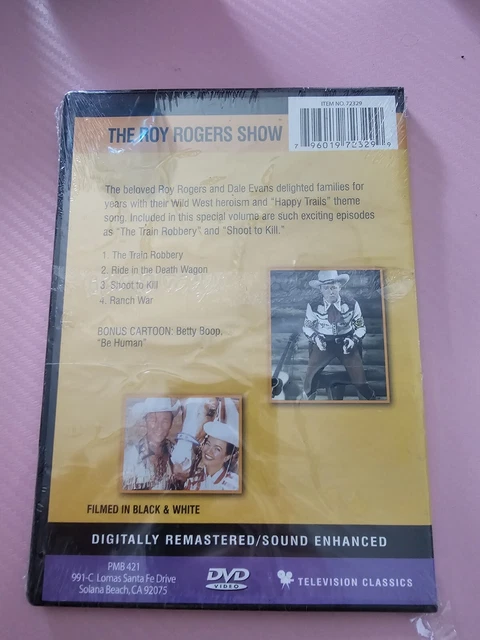 ITEM NO. 72329
7 96019 72329 9
THE ROY ROGERS SHOW
The beloved Roy Rogers and Dale Evans delighted families for
years with their Wild West heroism and "Happy Trails" theme
song. Included in this special volume are such exciting episodes
as "The Train Robbery" and "Shoot to Kill."
1. The Train Robbery
2. Ride in the Death Wagon
3. Shoot to Kill
4. Ranch War
BONUS CARTOON: Betty Boop,
"Be Human"
FILMED IN BLACK & WHITE
DIGITALLY REMASTERED/SOUND ENHANCED
PMB 421
991-C Lomas Santa Fe Drive
Solana Beach, CA 92075
DVD
VIDEO
TELEVISION CLASSICS